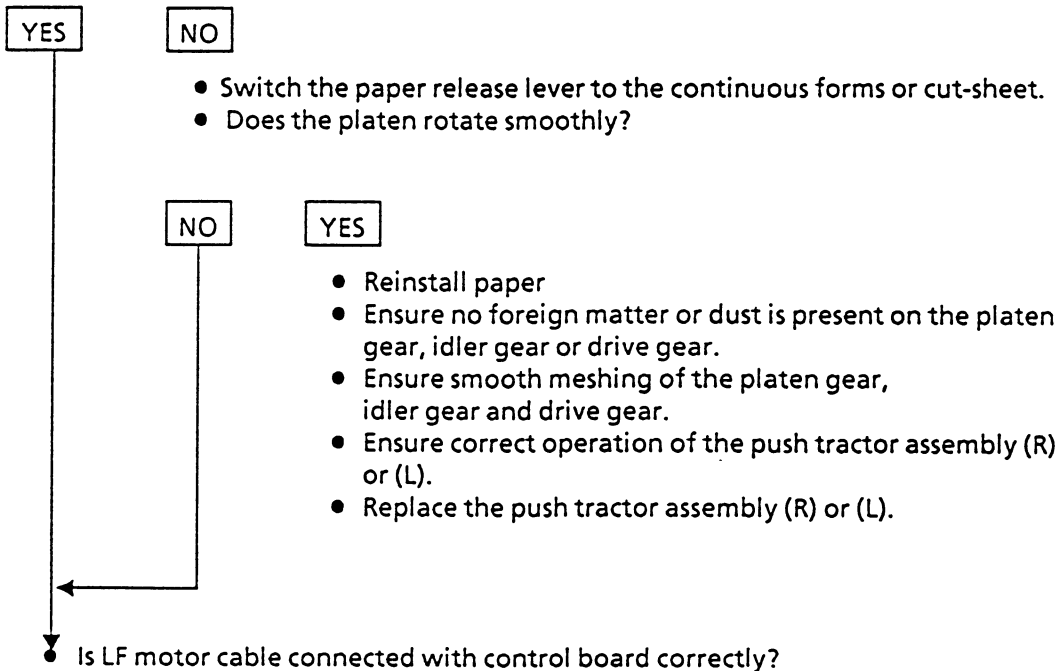 YES NO
• Switch the paper release lever to the continuous forms or cut-sheet.
• Does the platen rotate smoothly?
NO YES
• Reinstall paper
• Ensure no foreign matter or dust is present on the platen
gear, idler gear or drive gear.
• Ensure smooth meshing of the platen gear,
idler gear and drive gear.
• Ensure correct operation of the push tractor assembly (R)
or (L).
• Replace the push tractor assembly (R) or (L).
• Is LF motor cable connected with control board correctly?